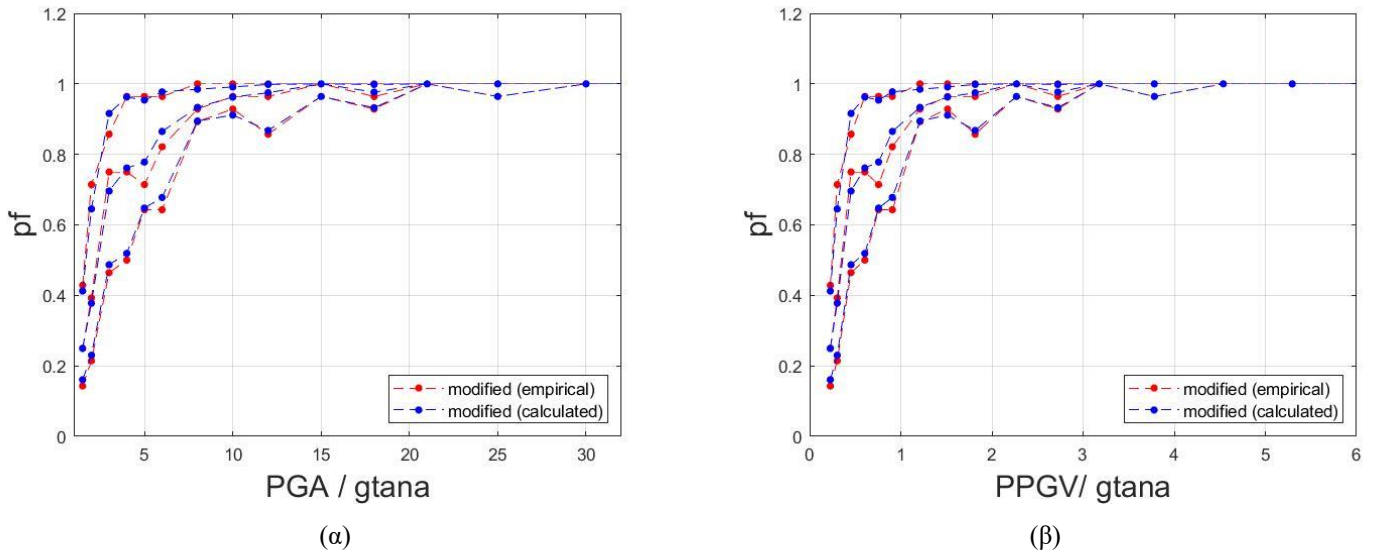 1.2
1
0.8
0.6
0.4
0.2
0
pf
5 10 15 20 25 30
PGA / gtana
modified (empirical)
modified (calculated)
(α)
1.2
1
0.8
0.6
0.4
0.2
0
pf
0 1 2 3 4 5 6
PPGV/ gtana
modified (empirical)
modified (calculated)
(β)